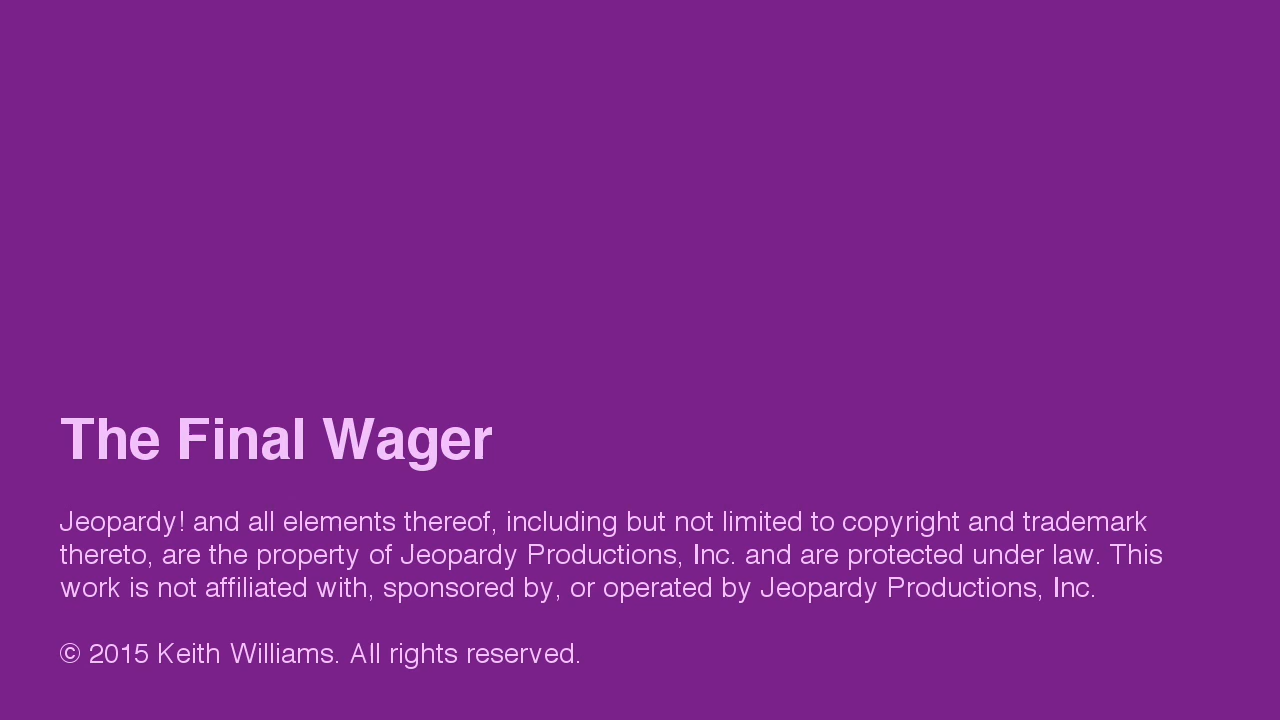 The Final Wager
Jeopardy! and all elements thereof, including but not limited to copyright and trademark
thereto, are the property of Jeopardy Productions, Inc. and are protected under law. This
work is not affiliated with, sponsored by, or operated by Jeopardy Productions, Inc.
© 2015 Keith Williams. All rights reserved.